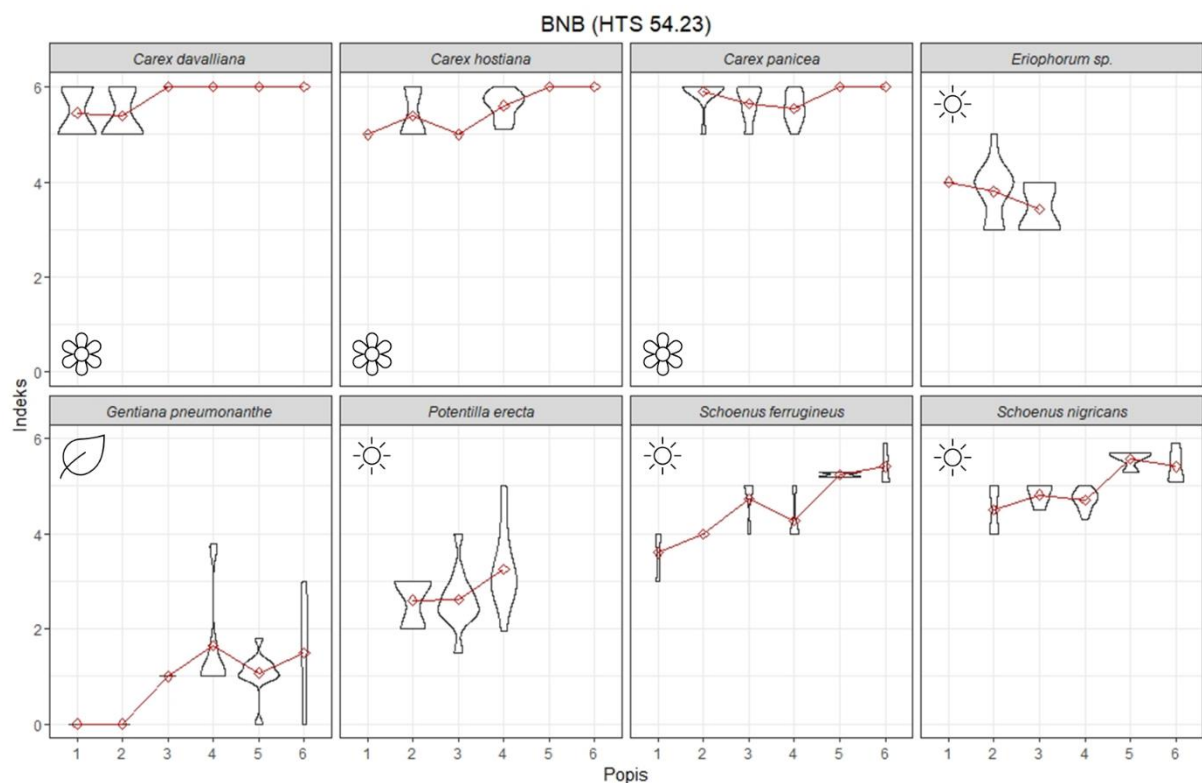 BNB (HTS 54.23)
Carex davalliana
Carex hostiana
Carex panicea
Eriophorum sp.
6
4
2
0
Indeks
Gentiana pneumonanthe
Potentilla erecta
Schoenus ferrugineus
Schoenus nigricans
6
4
2
0
1 2 3 4 5 6
1 2 3 4 5 6
1 2 3 4 5 6
1 2 3 4 5 6
Popis